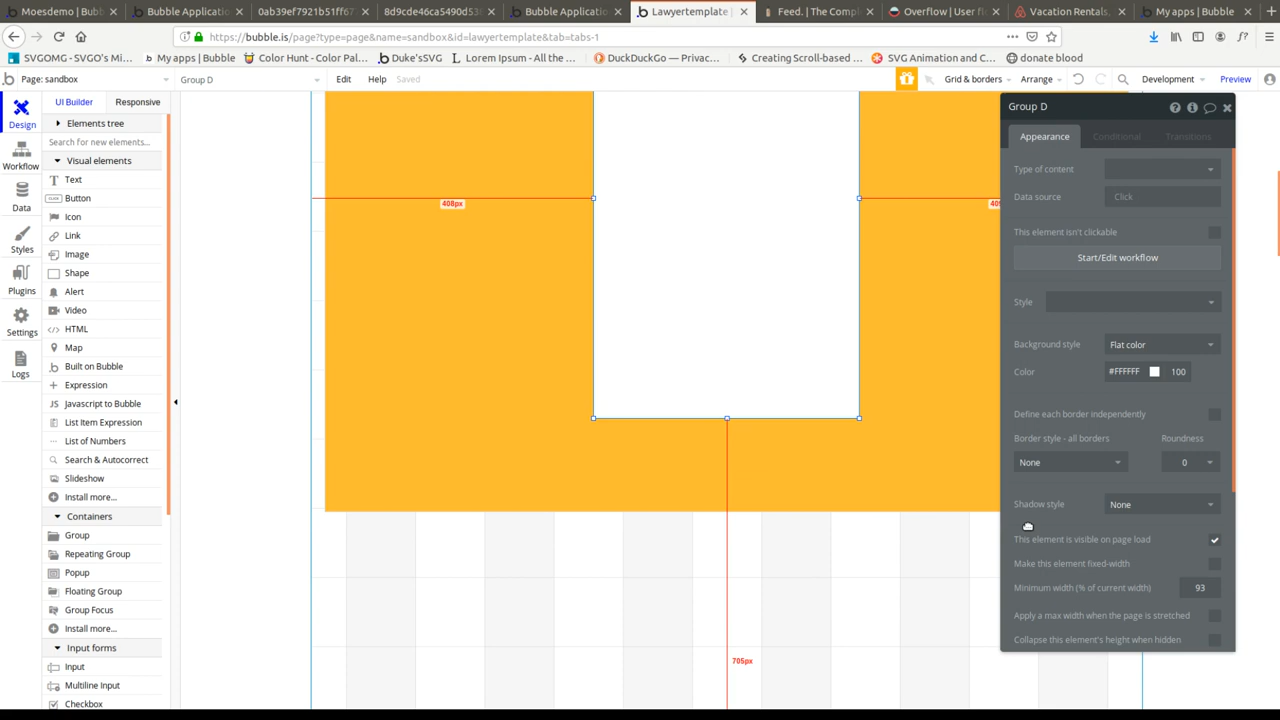 Moesdemo | Bubble
Bubble Application
0ab39ef7921b51ff67
8d9cde46ca5490d53
Bubble Application
Lawyertemplate | B
Feed. | The Comple
Overflow | User fl
Vacation Rentals,
My apps | Bubble
https://bubble.is/page?type=page&name=sandbox&id=lawyertemplate&tab=tabs-1
SVGOMG - SVGO's Mi… My apps | Bubble Color Hunt - Color Pal… Duke'sSVG Lorem Ipsum - All the … DuckDuckGo — Privac… Creating Scroll-based … SVG Animation and C… donate blood
Page: sandbox Group D Edit Help Saved Grid & borders Arrange Development Preview
Design
Workflow
Data
Styles
Plugins
Settings
Logs
UI Builder Responsive
Elements tree
Search for new elements...
Visual elements
Text
Button
Icon
Link
Image
Shape
Alert
Video
HTML
Map
Built on Bubble
Expression
Javascript to Bubble
List Item Expression
List of Numbers
Search & Autocorrect
Slideshow
Install more...
Containers
Group
Repeating Group
Popup
Floating Group
Group Focus
Install more...
Input forms
Input
Multiline Input
Checkbox
408px
705px
Group D
Appearance Conditional Transitions
Type of content
Data source Click
This element isn't clickable
Start/Edit workflow
Style
Background style Flat color
Color #FFFFFF 100
Define each border independently
Border style - all borders Roundness
None 0
Shadow style None
This element is visible on page load
Make this element fixed-width
Minimum width (% of current width) 93
Apply a max width when the page is stretched
Collapse this element's height when hidden